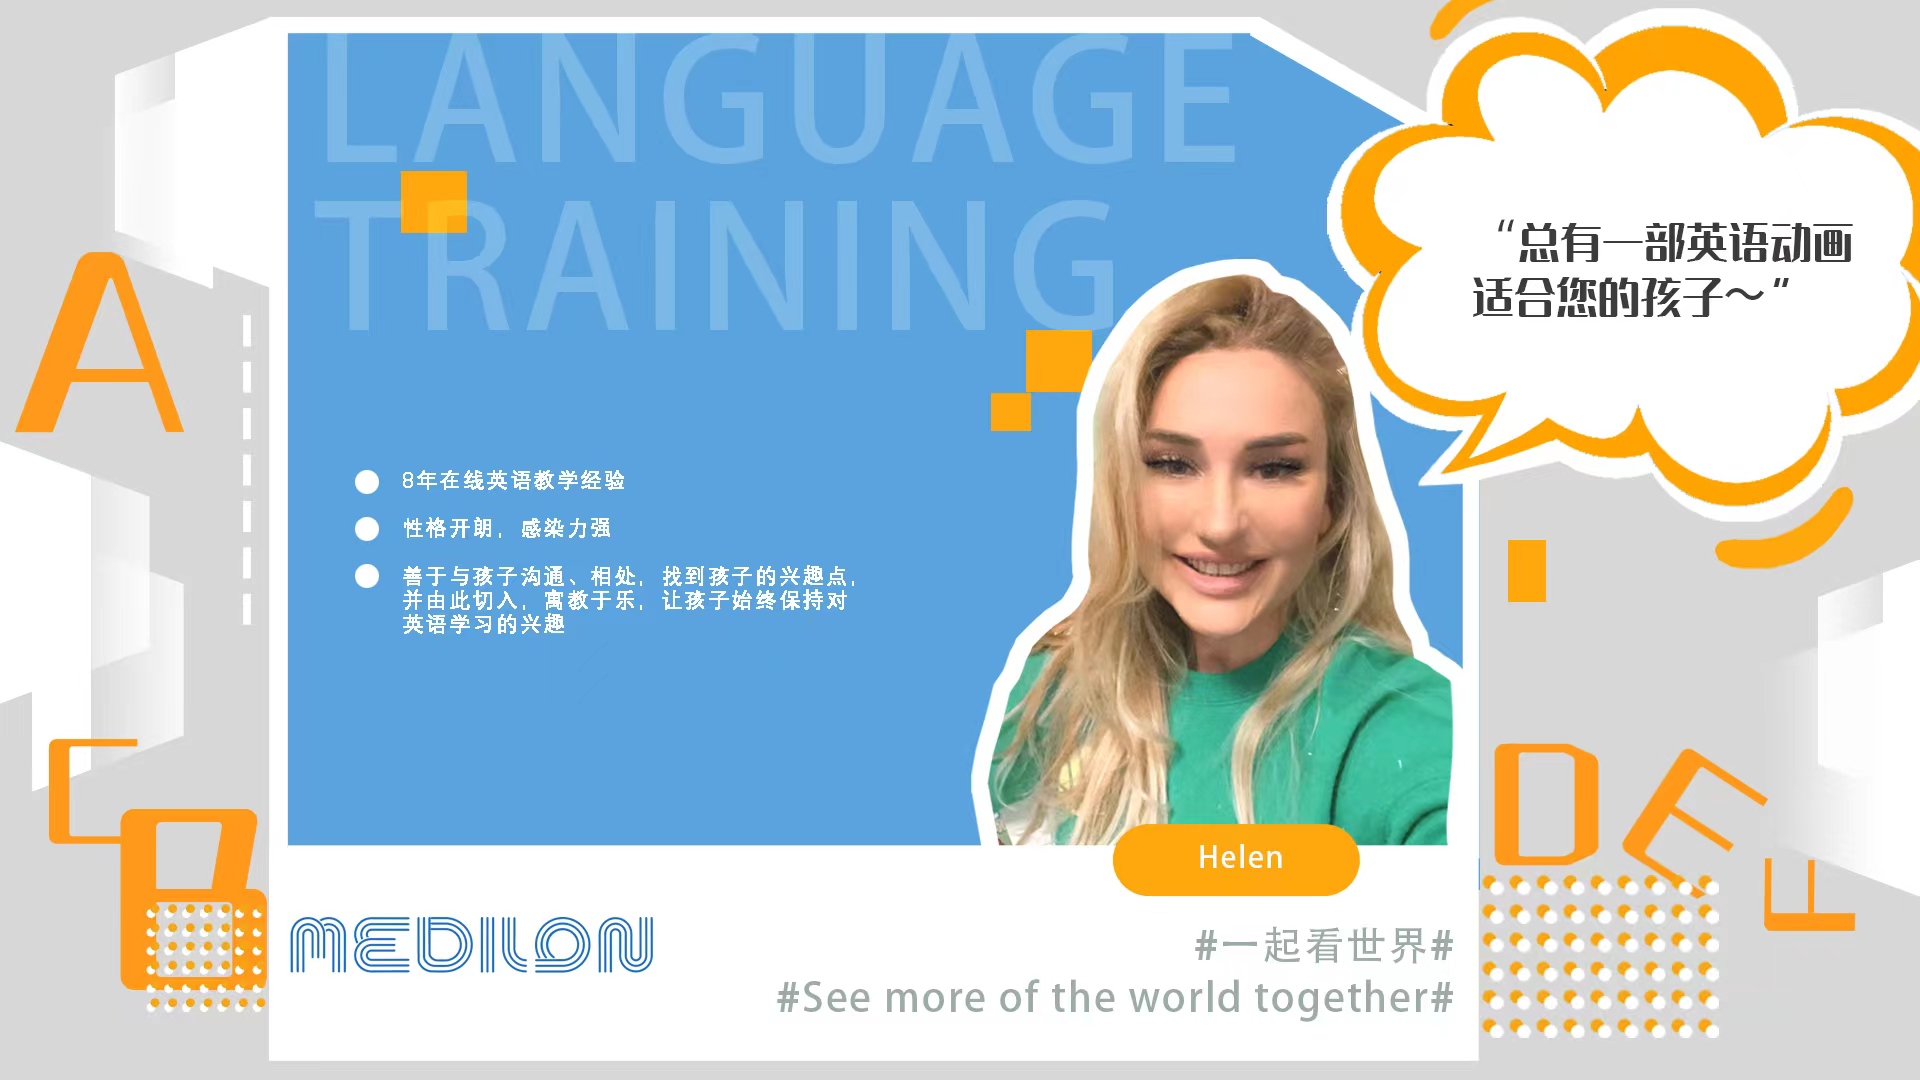 LANGUAGE
TRAINING
“总有一部英语动画
适合您的孩子～”
8年在线英语教学经验
性格开朗，感染力强
善于与孩子沟通、相处，找到孩子的兴趣点，
并由此切入，寓教于乐，让孩子始终保持对
英语学习的兴趣
Helen
MEDILON
#一起看世界#
#See more of the world together#
A
C
B
D
E
F